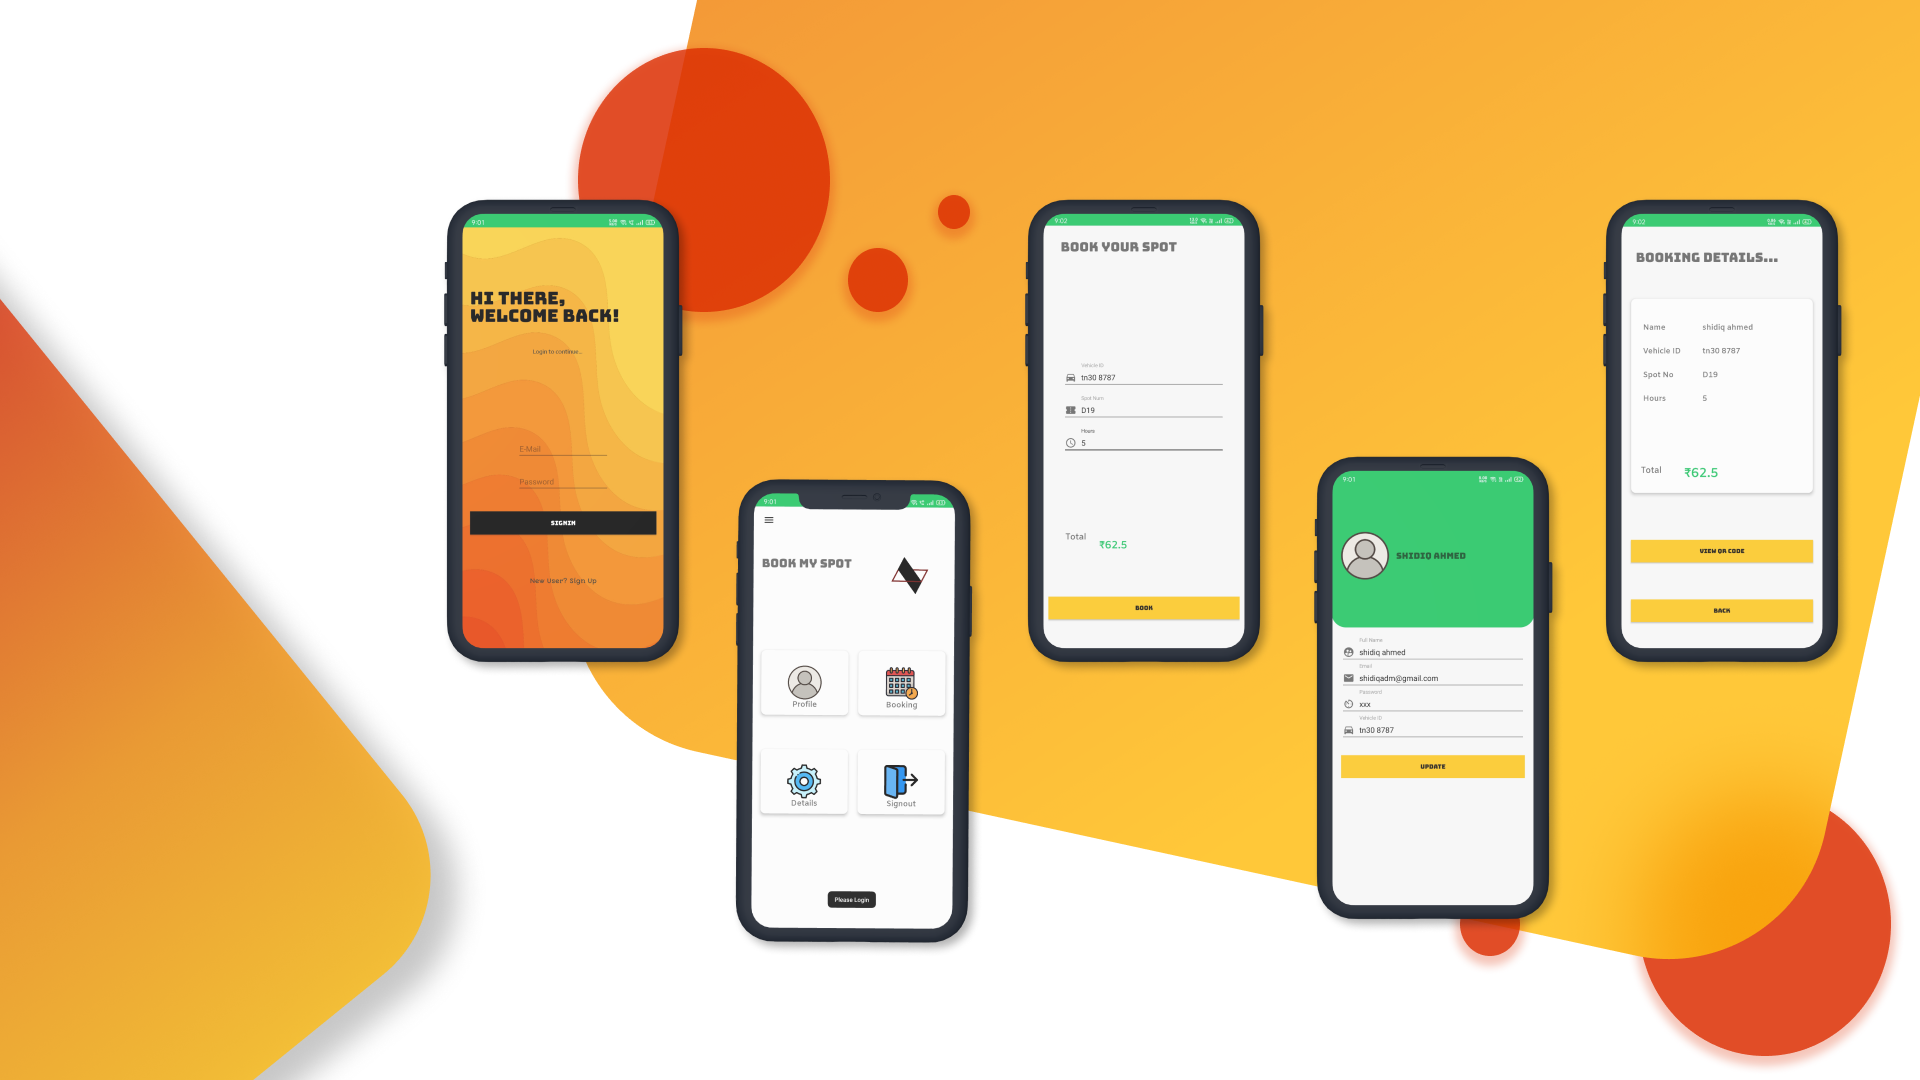 9:01
HI THERE,
WELCOME BACK!
Login to continue...
E-Mail
Password
SIGNIN
New User? Sign Up
9:01
BOOK MY SPOT
Profile
Booking
Details
Signout
Please Login
9:02
BOOK YOUR SPOT
Vehicle ID
tn30 8787
Spot Num
D19
Hours
5
Total
₹62.5
BOOK
9:01
SHIDIQ AHMED
Full Name
shidiq ahmed
Email
shidiqadm@gmail.com
Password
xxx
Vehicle ID
tn30 8787
UPDATE
9:02
BOOKING DETAILS...
Name shidiq ahmed
Vehicle ID tn30 8787
Spot No D19
Hours 5
Total ₹62.5
VIEW QR CODE
BACK